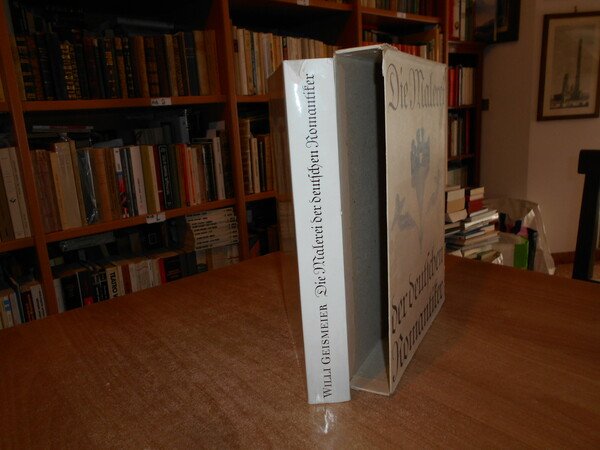 WILLI GEISMEIER Die Malerei der deutschen Romantiker
Die Malerei
der deutschen
Romantiker